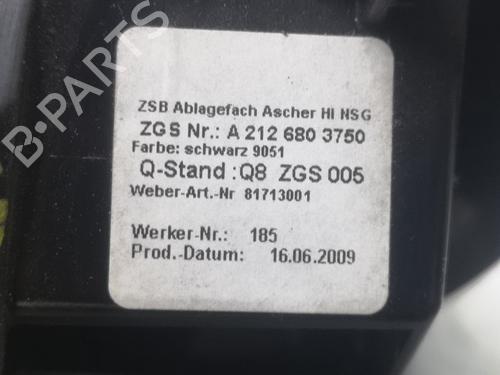 ZSB Ablagefach Ascher HI NSG
ZGS Nr.: A 212 680 3750
Farbe: schwarz 9051
Q-Stand :Q8 ZGS 005
Weber-Art.-Nr 81713001
Werker-Nr.: 185
Prod.-Datum: 16.06.2009
B-PARTS